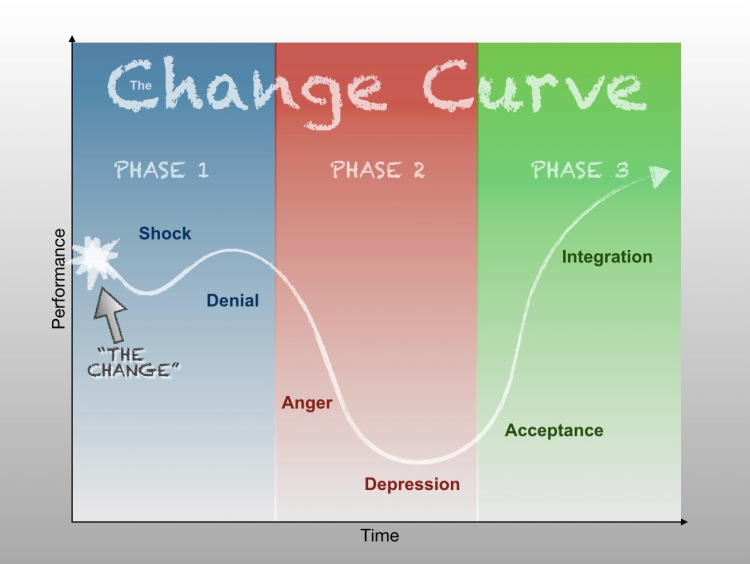 The Change Curve
PHASE 1
PHASE 2
PHASE 3
Shock
Denial
"THE
CHANGE"
Anger
Depression
Integration
Acceptance
Performance
Time